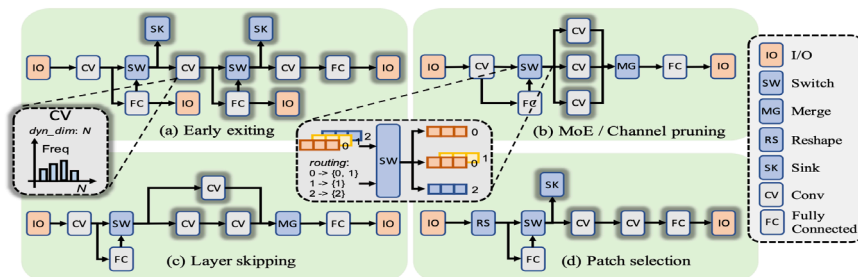 SK SK
IO CV SW CV SW CV FC IO
FC IO FC IO
(a) Early exiting
CV
dyn_dim: N
Freq
N
CV
IO CV SW CV MG FC IO
FC CV
(b) MoE / Channel pruning
2
1
0
routing:
0 -> {0, 1}
1 -> {1}
2 -> {2}
SW
0
1
0
2
CV
IO CV SW CV CV MG FC IO
FC
(c) Layer skipping
SK
IO RS SW CV CV FC IO
FC
(d) Patch selection
IO I/O
SW Switch
MG Merge
RS Reshape
SK Sink
CV Conv
FC Fully
Connected